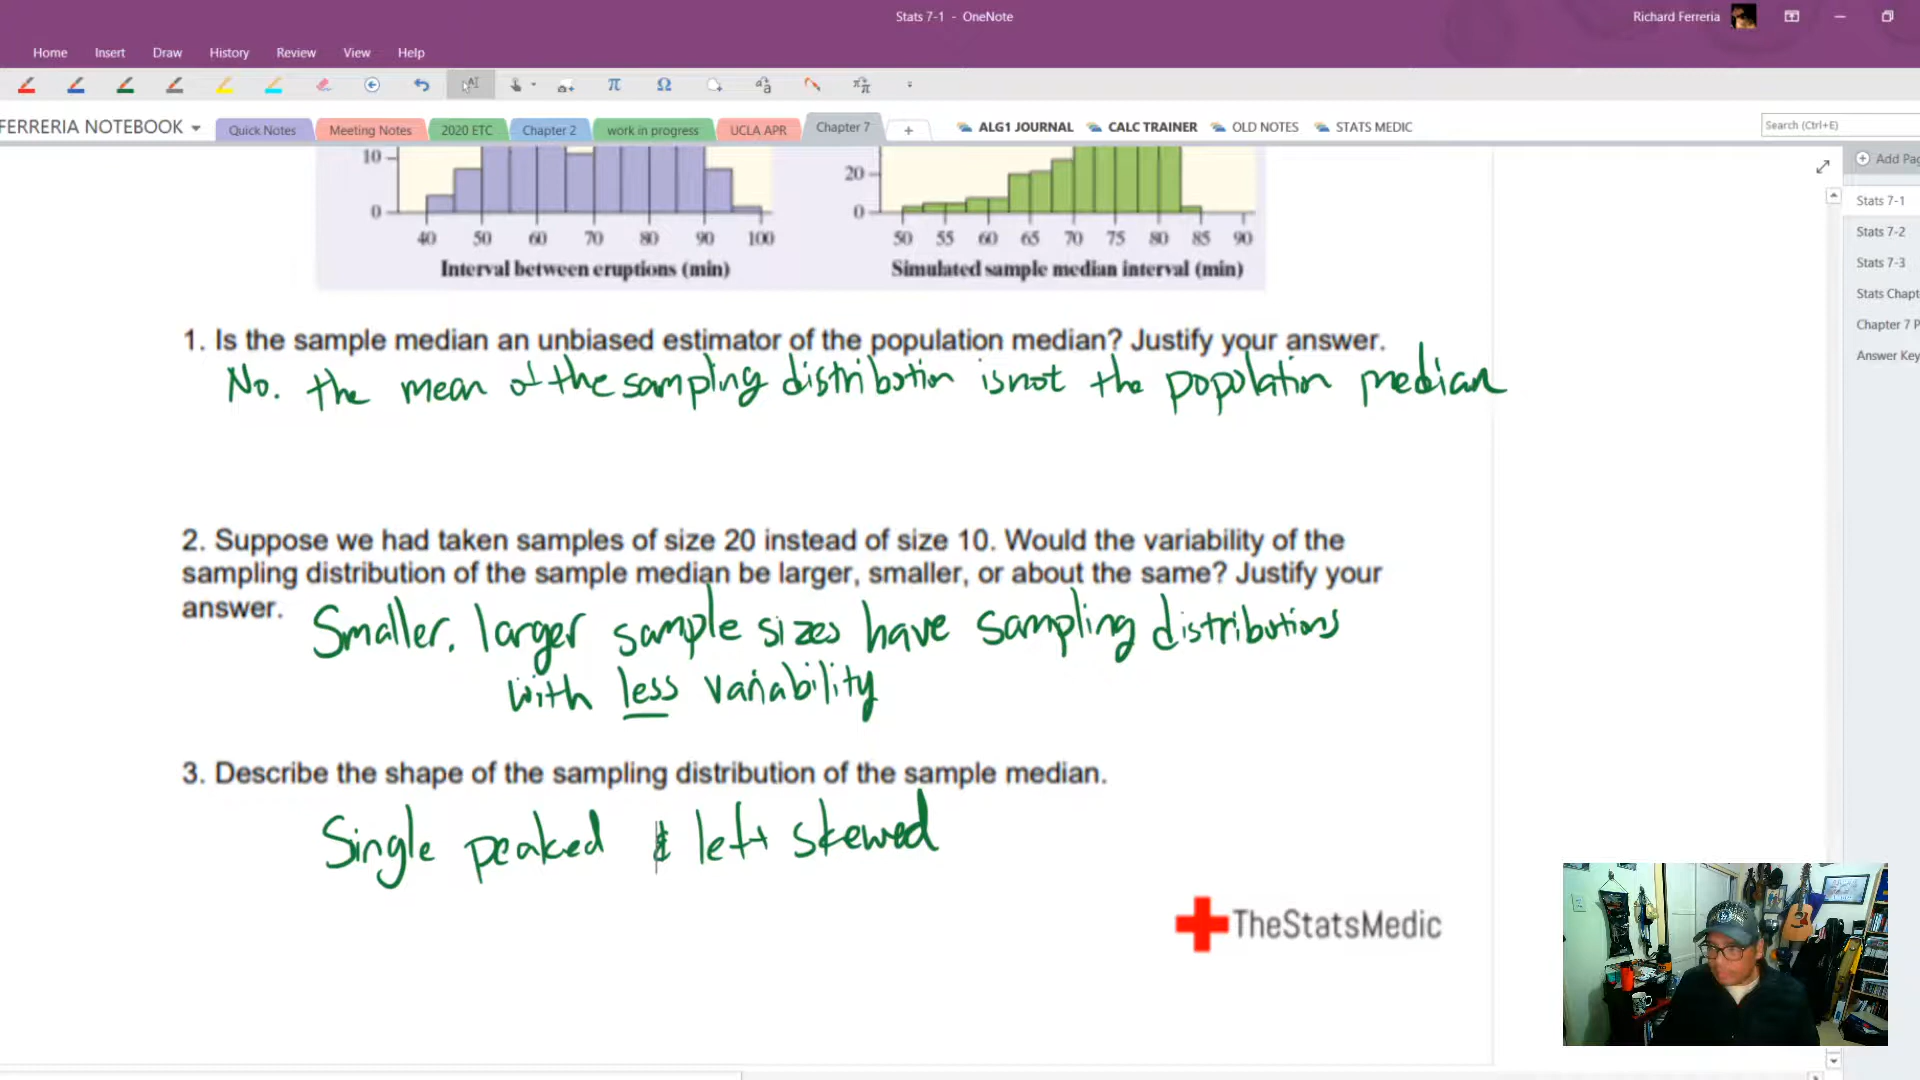 Stats 7-1 - OneNote
Richard Ferreria
Home Insert Draw History Review View Help
FERRERIA NOTEBOOK
Quick Notes Meeting Notes 2020 ETC Chapter 2 work in progress UCLA APR Chapter 7 + ALG1 JOURNAL CALC TRAINER OLD NOTES STATS MEDIC
Search (Ctrl+E)
Add Pag
Stats 7-1
Stats 7-2
Stats 7-3
Stats Chapt
Chapter 7 P
Answer Key
10
0
40 50 60 70 80 90 100
Interval between eruptions (min)
20
0
50 55 60 65 70 75 80 85 90
Simulated sample median interval (min)
1. Is the sample median an unbiased estimator of the population median? Justify your answer.
No. the mean of the sampling distribution is not the population median
2. Suppose we had taken samples of size 20 instead of size 10. Would the variability of the
sampling distribution of the sample median be larger, smaller, or about the same? Justify your
answer.
Smaller. larger sample sizes have sampling distributions
with less variability
3. Describe the shape of the sampling distribution of the sample median.
Single peaked & left skewed
TheStatsMedic